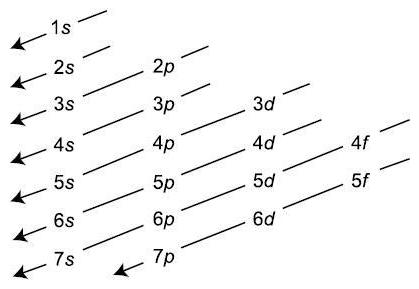 1s
2s 2p
3s 3p 3d
4s 4p 4d 4f
5s 5p 5d 5f
6s 6p 6d
7s 7p